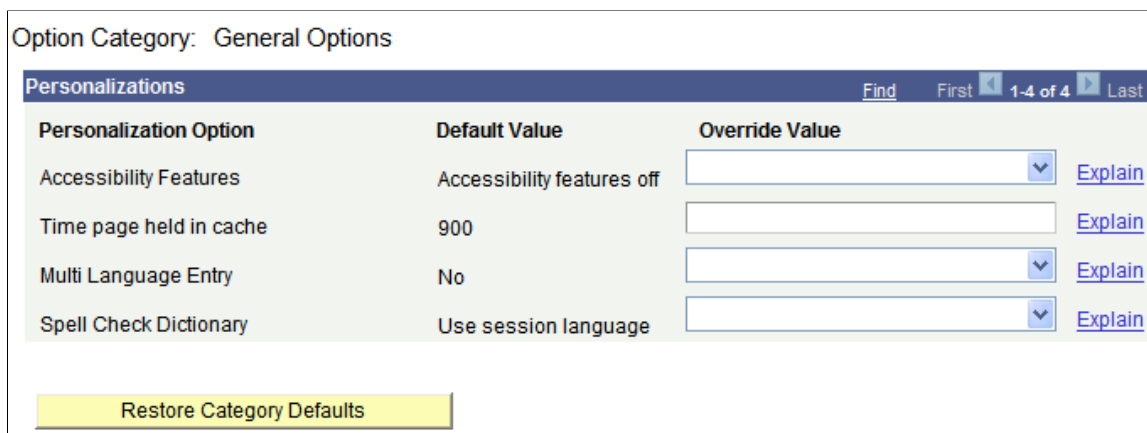 Option Category: General Options
Personalizations Find First 1-4 of 4 Last
Personalization Option Default Value Override Value
Accessibility Features Accessibility features off Explain
Time page held in cache 900 Explain
Multi Language Entry No Explain
Spell Check Dictionary Use session language Explain
Restore Category Defaults